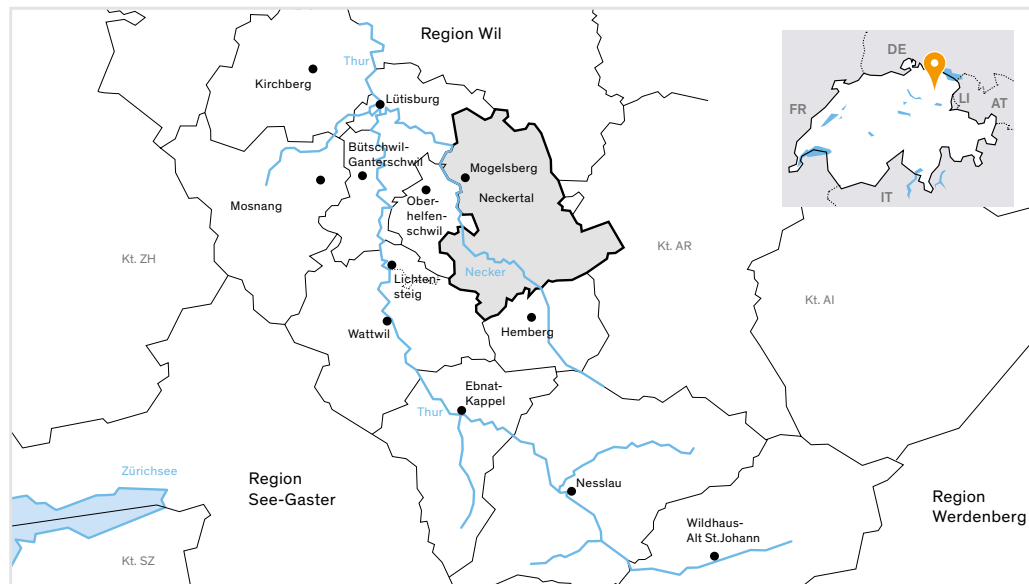 Region Wil
Thur
Kirchberg
Lütisburg
Bütschwil-
Ganterschwil
Mogelsberg
Neckertal
Mosnang
Ober-
helfen-
schwil
Kt. ZH
Kt. AR
Necker
Lichten-
steig
Kt. AI
Wattwil
Hemberg
Ebnat-
Kappel
Thur
Zürichsee
Region
See-Gaster
Nesslau
Region
Werdenberg
Wildhaus-
Alt St.Johann
Kt. SZ
DE
FR
LI
AT
IT